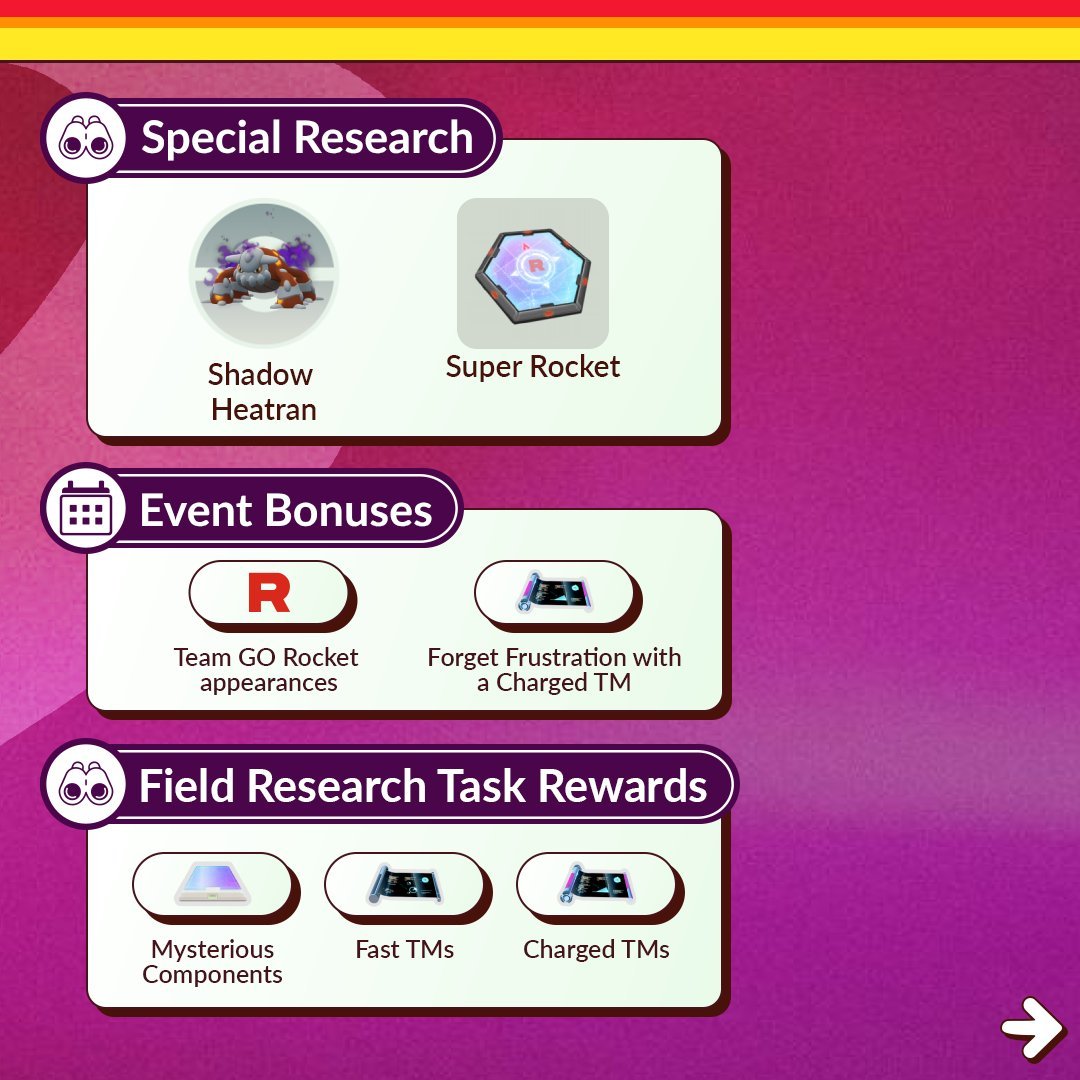 Special Research
Shadow
Heatran
Super Rocket
Event Bonuses
R
Team GO Rocket
appearances
Forget Frustration with
a Charged TM
Field Research Task Rewards
Mysterious
Components
Fast TMs
Charged TMs